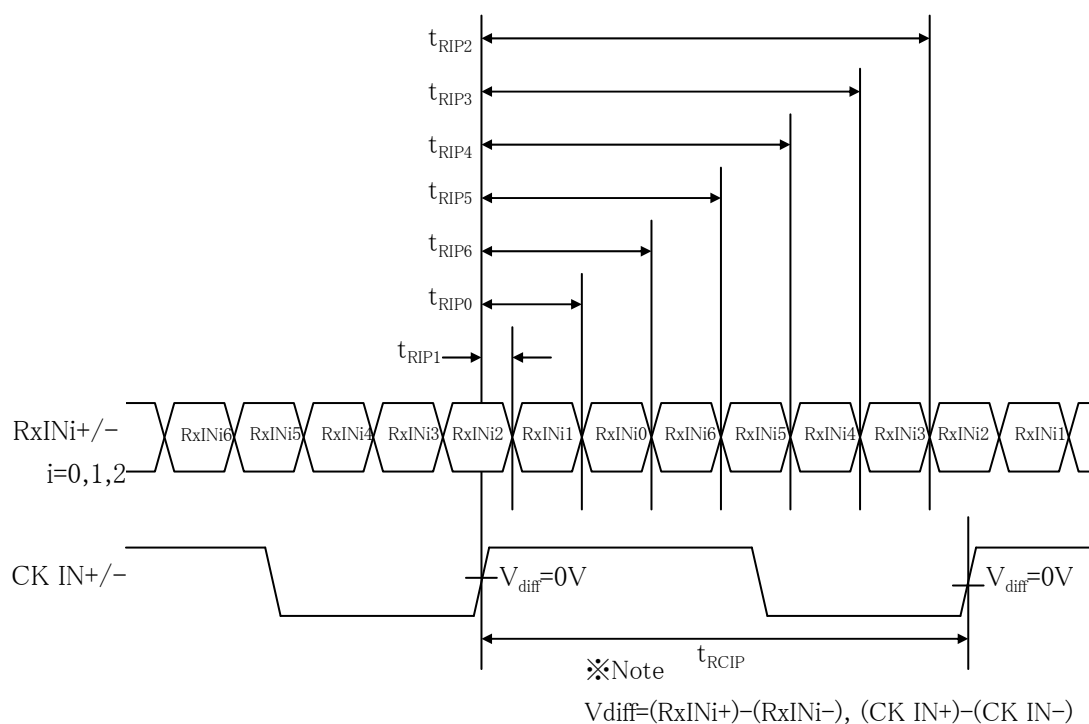 tRIP2
tRIP3
tRIP4
tRIP5
tRIP6
tRIP0
tRIP1
RxINi+/-
i=0,1,2
RxINi6 RxINi5 RxINi4 RxINi3 RxINi2 RxINi1 RxINi0 RxINi6 RxINi5 RxINi4 RxINi3 RxINi2 RxINi1
CK IN+/-
Vdiff=0V Vdiff=0V
tRCIP
※Note
Vdiff=(RxINi+)-(RxINi-), (CK IN+)-(CK IN-)